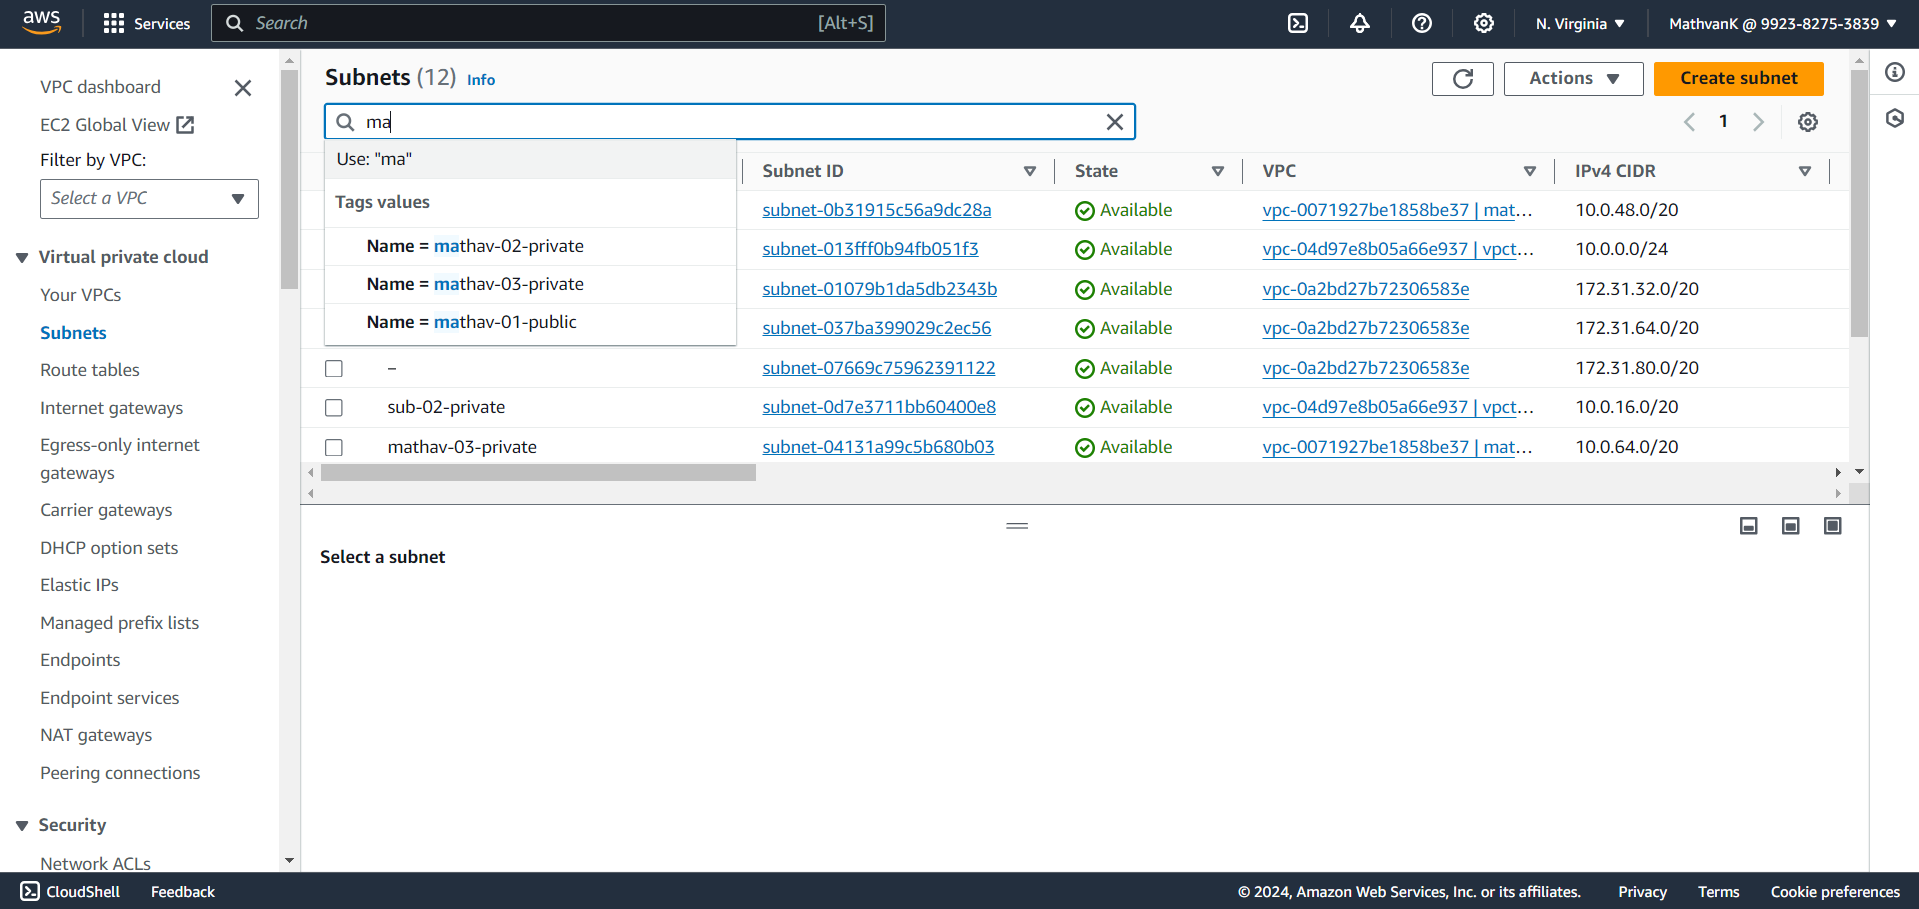 aws Services Search [Alt+S] N. Virginia MathvanK @ 9923-8275-3839
VPC dashboard
EC2 Global View
Filter by VPC:
Select a VPC
Virtual private cloud
Your VPCs
Subnets
Route tables
Internet gateways
Egress-only internet
gateways
Carrier gateways
DHCP option sets
Elastic IPs
Managed prefix lists
Endpoints
Endpoint services
NAT gateways
Peering connections
Security
Network ACLs
Subnets (12) Info Actions Create subnet
ma 1
Use: "ma"
Tags values
Name = mathav-02-private
Name = mathav-03-private
Name = mathav-01-public
Subnet ID State VPC IPv4 CIDR
subnet-0b31915c56a9dc28a Available vpc-0071927be1858be37 | mat... 10.0.48.0/20
subnet-013fff0b94fb051f3 Available vpc-04d97e8b05a66e937 | vpct... 10.0.0.0/24
subnet-01079b1da5db2343b Available vpc-0a2bd27b72306583e 172.31.32.0/20
subnet-037ba399029c2ec56 Available vpc-0a2bd27b72306583e 172.31.64.0/20
– subnet-07669c75962391122 Available vpc-0a2bd27b72306583e 172.31.80.0/20
sub-02-private subnet-0d7e3711bb60400e8 Available vpc-04d97e8b05a66e937 | vpct... 10.0.16.0/20
mathav-03-private subnet-04131a99c5b680b03 Available vpc-0071927be1858be37 | mat... 10.0.64.0/20
Select a subnet
CloudShell Feedback © 2024, Amazon Web Services, Inc. or its affiliates. Privacy Terms Cookie preferences